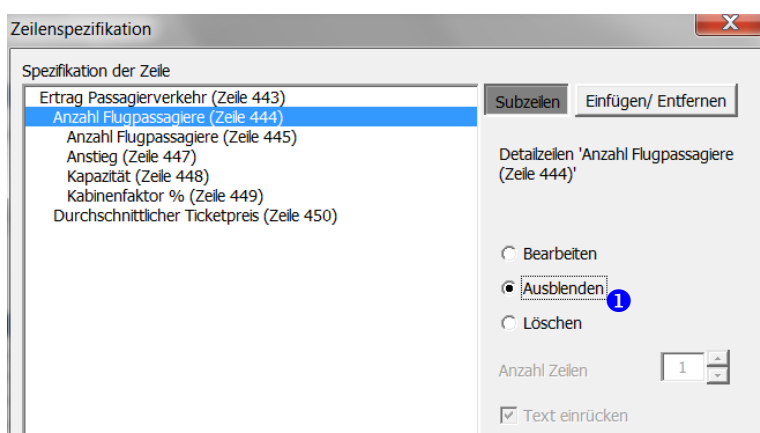 Zeilenspezifikation
X
Spezifikation der Zeile
Ertrag Passagierverkehr (Zeile 443)
Anzahl Flugpassagiere (Zeile 444)
Anzahl Flugpassagiere (Zeile 445)
Anstieg (Zeile 447)
Kapazität (Zeile 448)
Kabinenfaktor % (Zeile 449)
Durchschnittlicher Ticketpreis (Zeile 450)
Subzeilen
Einfügen/ Entfernen
Detailzeilen 'Anzahl Flugpassagiere
(Zeile 444)'
Bearbeiten
Ausblenden
1
Löschen
Anzahl Zeilen
1
Text einrücken